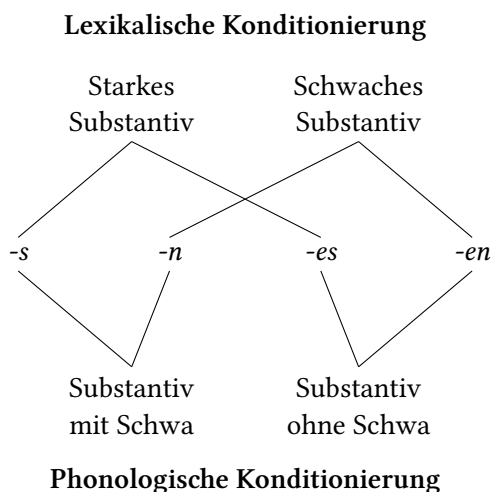 Lexikalische Konditionierung
Starkes Schwaches
Substantiv Substantiv
-s -n -es -en
Substantiv Substantiv
mit Schwa ohne Schwa
Phonologische Konditionierung